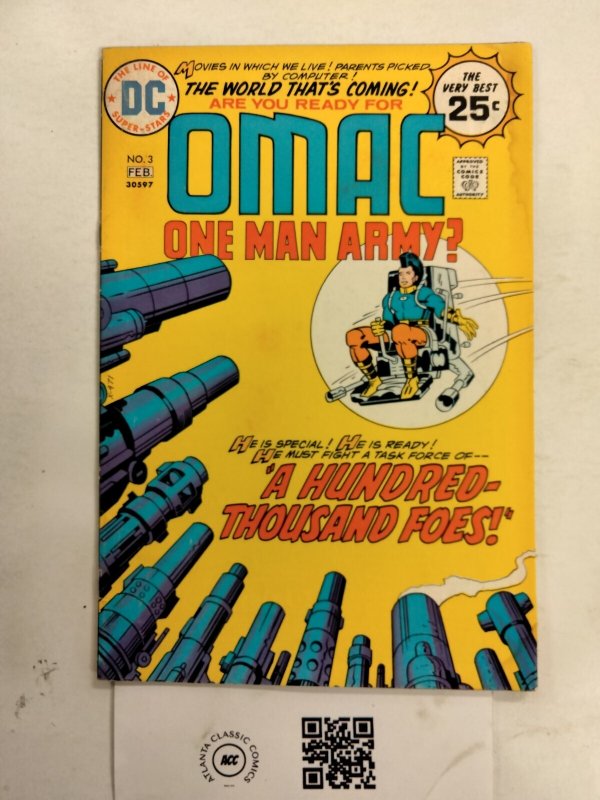 THE LINE OF
DC
SUPER-STARS
MOVIES IN WHICH WE LIVE! PARENTS PICKED
BY COMPUTER!
THE WORLD THAT'S COMING!
ARE YOU READY FOR
THE
VERY BEST
25¢
NO. 3
FEB.
30597
OMAC
APPROVED
BY THE
COMICS
CODE
AUTHORITY
ONE MAN ARMY?
HE IS SPECIAL! HE IS READY!
HE MUST FIGHT A TASK FORCE OF--
"A HUNDRED-
THOUSAND FOES!"
ATLANTA CLASSIC COMICS
ACC